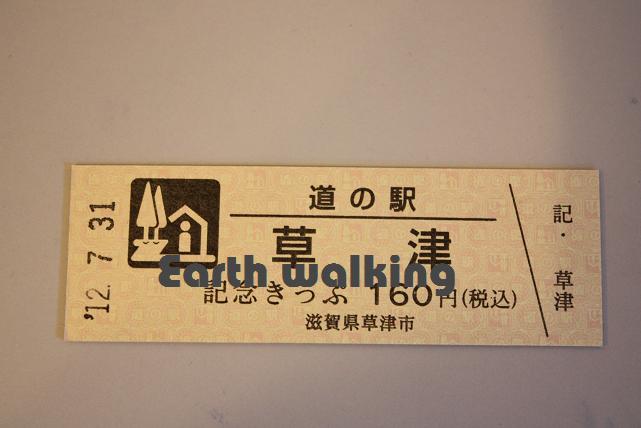 '12. 7 31
道の駅
草津
Earth walking
記念きっぷ 160円(税込)
滋賀県草津市
記・草津